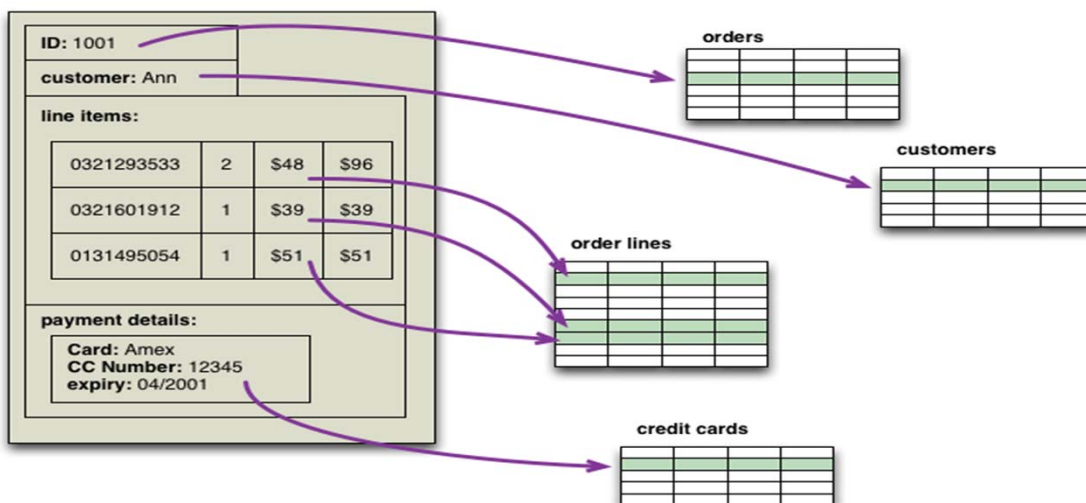 ID: 1001
customer: Ann
line items:
0321293533 2 $48 $96
0321601912 1 $39 $39
0131495054 1 $51 $51
payment details:
Card: Amex
CC Number: 12345
expiry: 04/2001
orders
customers
order lines
credit cards